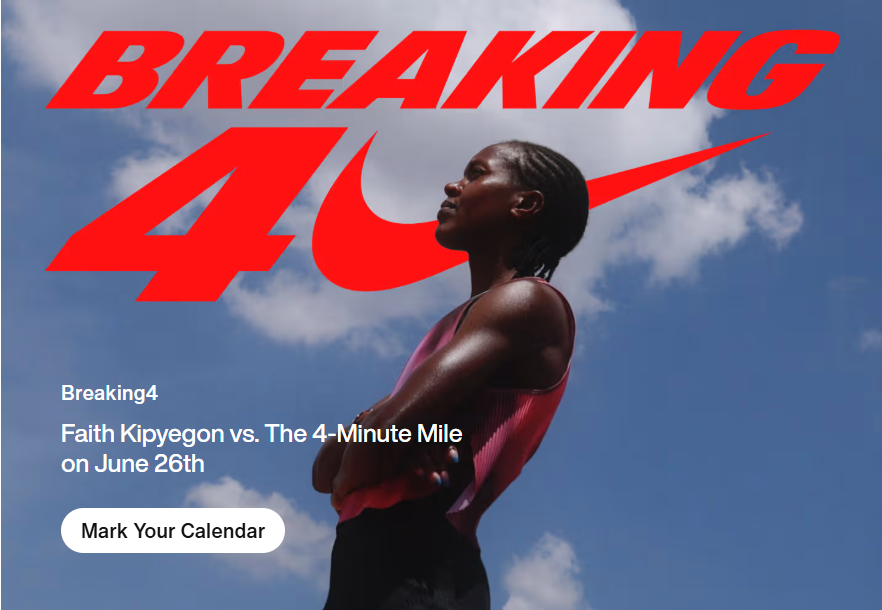 BREAKING
4
Breaking4
Faith Kipyegon vs. The 4-Minute Mile
on June 26th
Mark Your Calendar